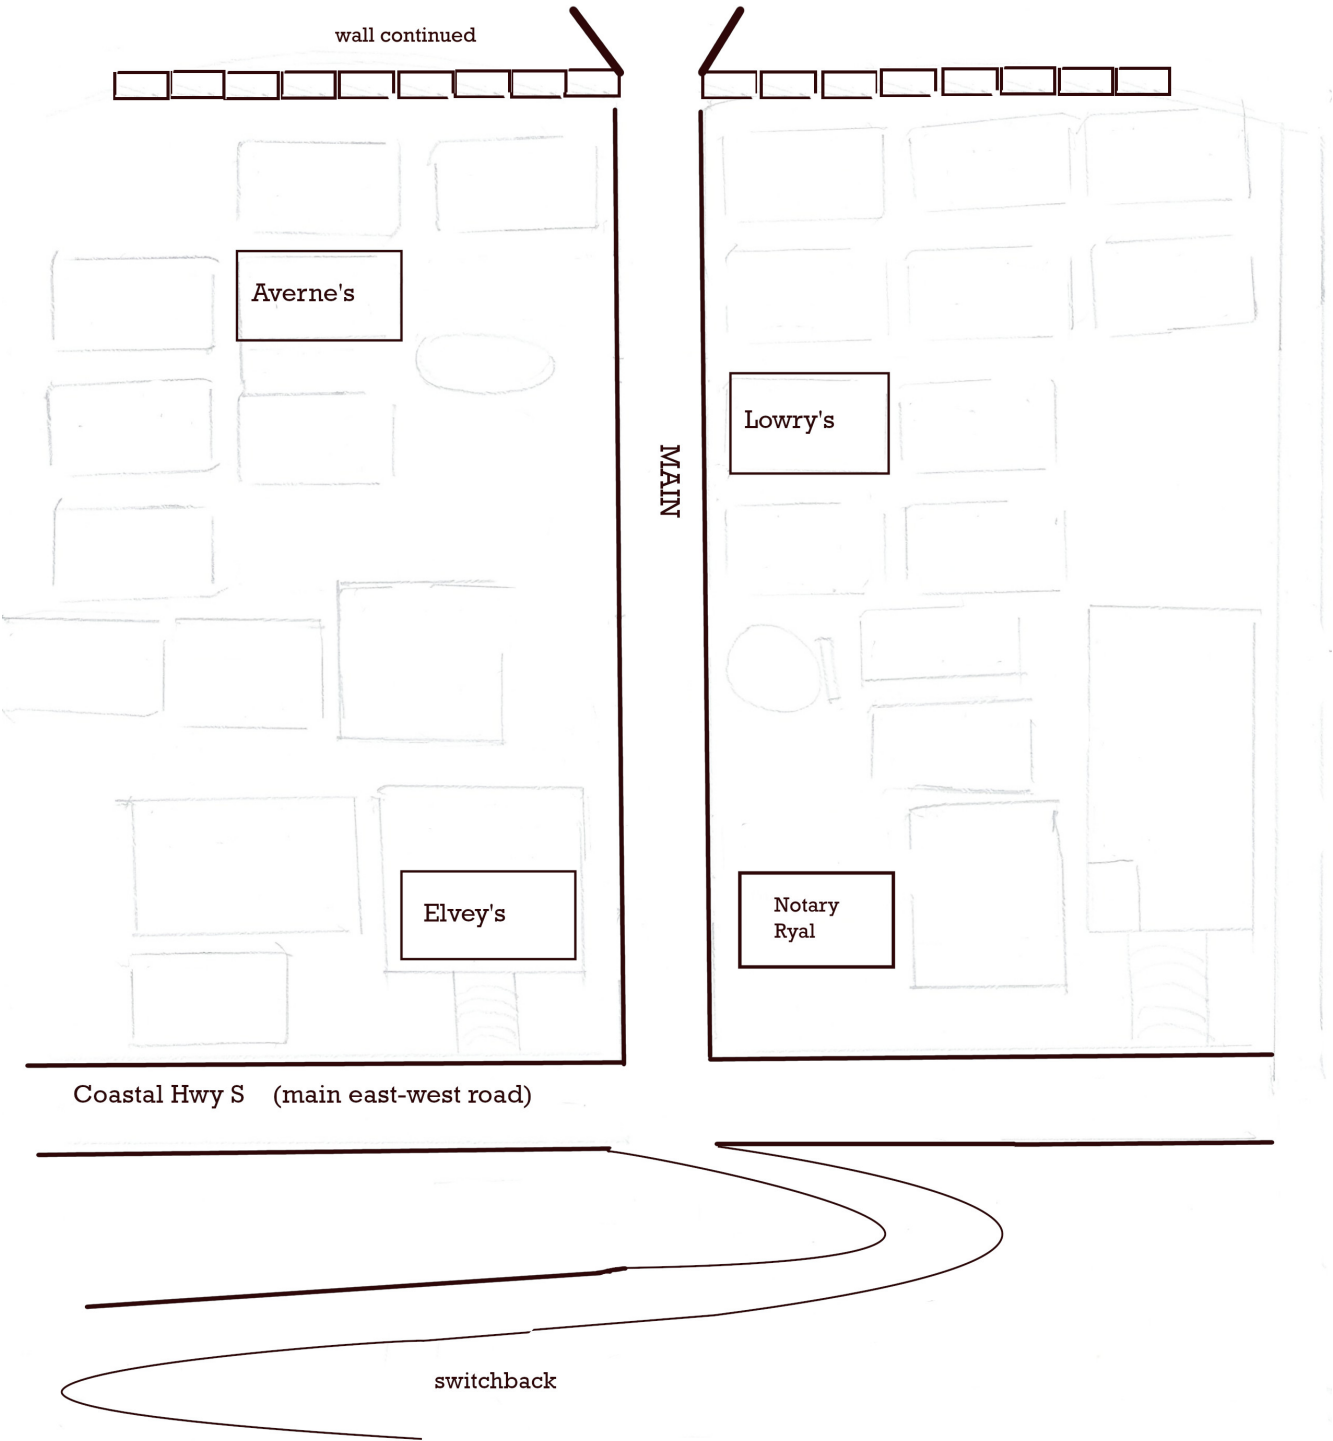 wall continued
Averne's
Lowry's
MAIN
Elvey's
Notary
Ryal
Coastal Hwy S (main east-west road)
switchback